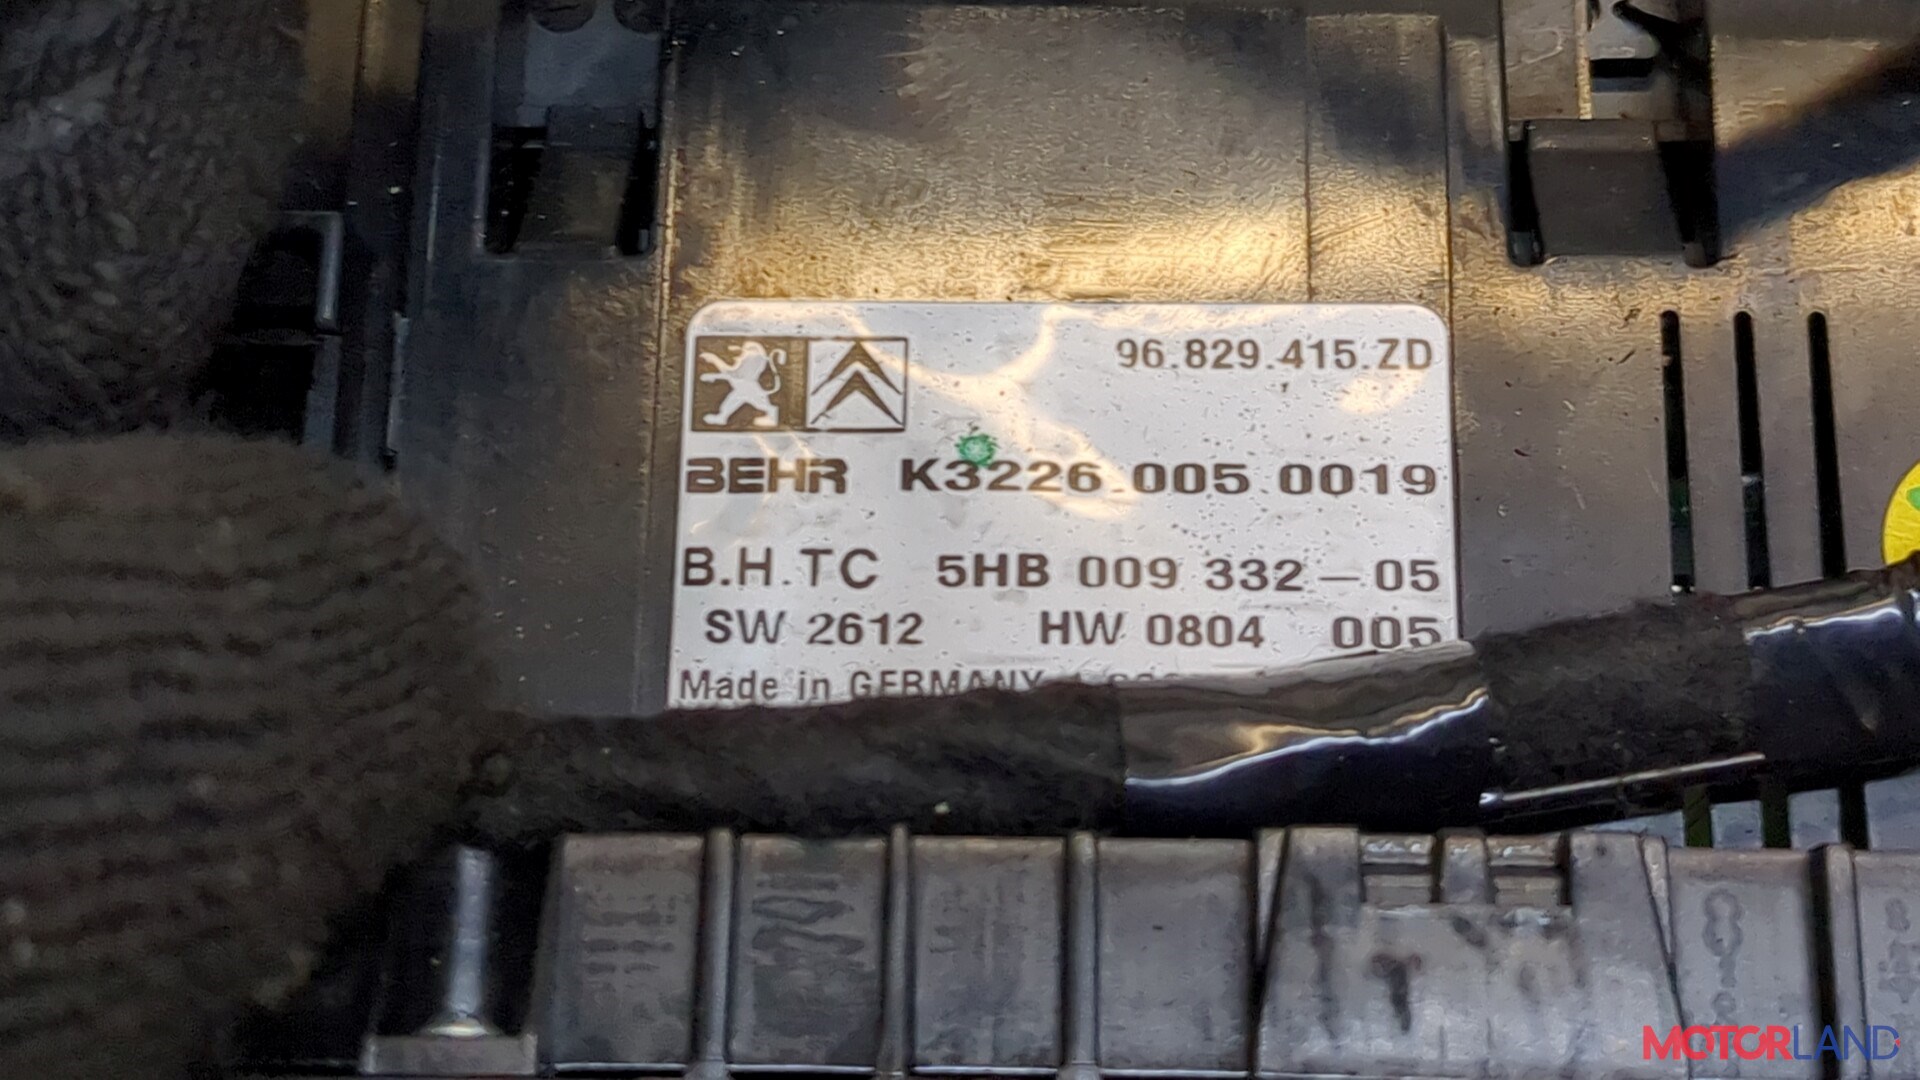 96.829.415.ZD
BEHR K3226.005 0019
B.H.TC 5HB 009 332-05
SW 2612 HW 0804 005
Made in GERMANY
MOTORLAND